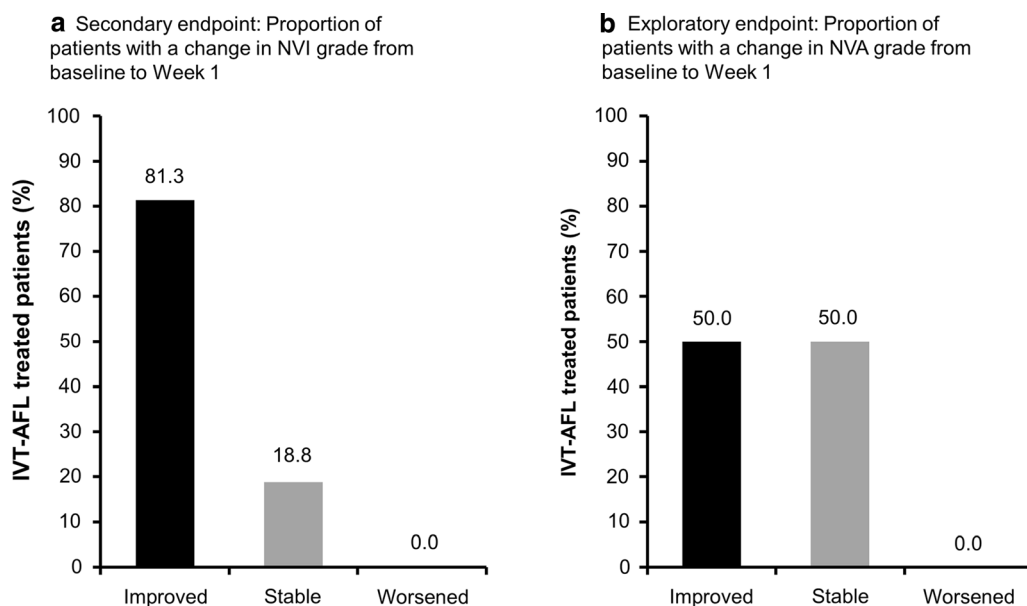 a Secondary endpoint: Proportion of
patients with a change in NVI grade from
baseline to Week 1
IVT-AFL treated patients (%)
100
90
80
70
60
50
40
30
20
10
0
81.3
18.8
0.0
Improved
Stable
Worsened
b Exploratory endpoint: Proportion of
patients with a change in NVA grade from
baseline to Week 1
IVT-AFL treated patients (%)
100
90
80
70
60
50
40
30
20
10
0
50.0
50.0
0.0
Improved
Stable
Worsened